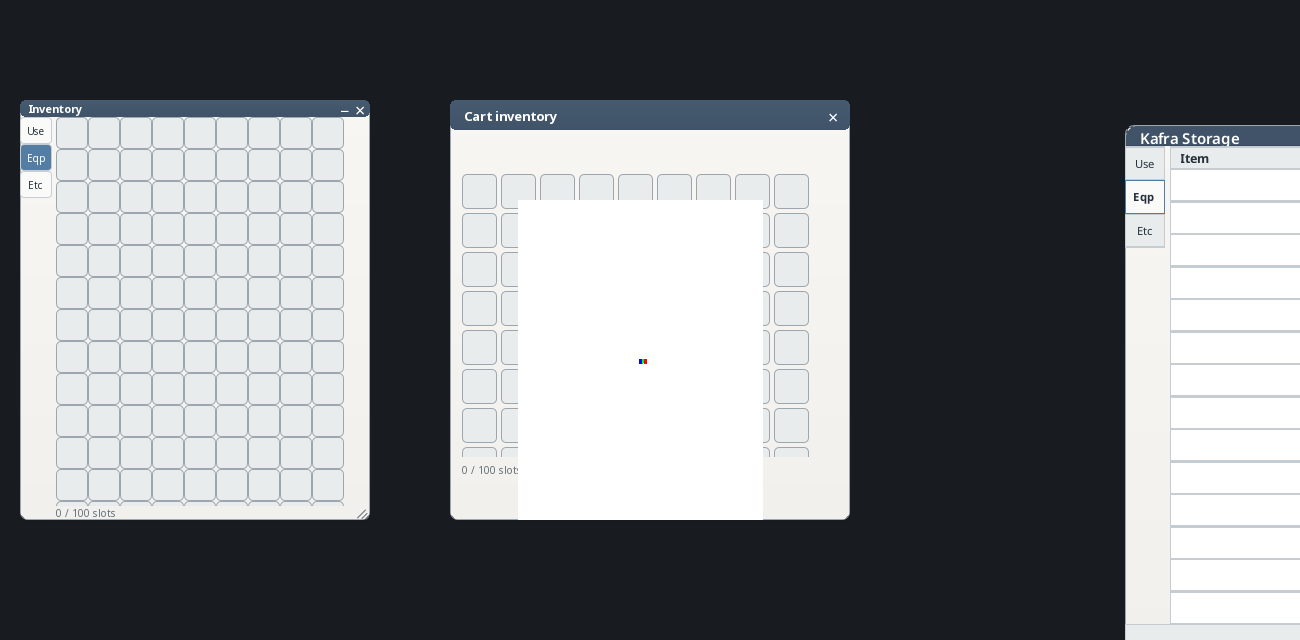 Inventory
Use
Eqp
Etc
0 / 100 slots
Cart inventory
0 / 100 slots
Kafra Storage
Use
Eqp
Etc
Item